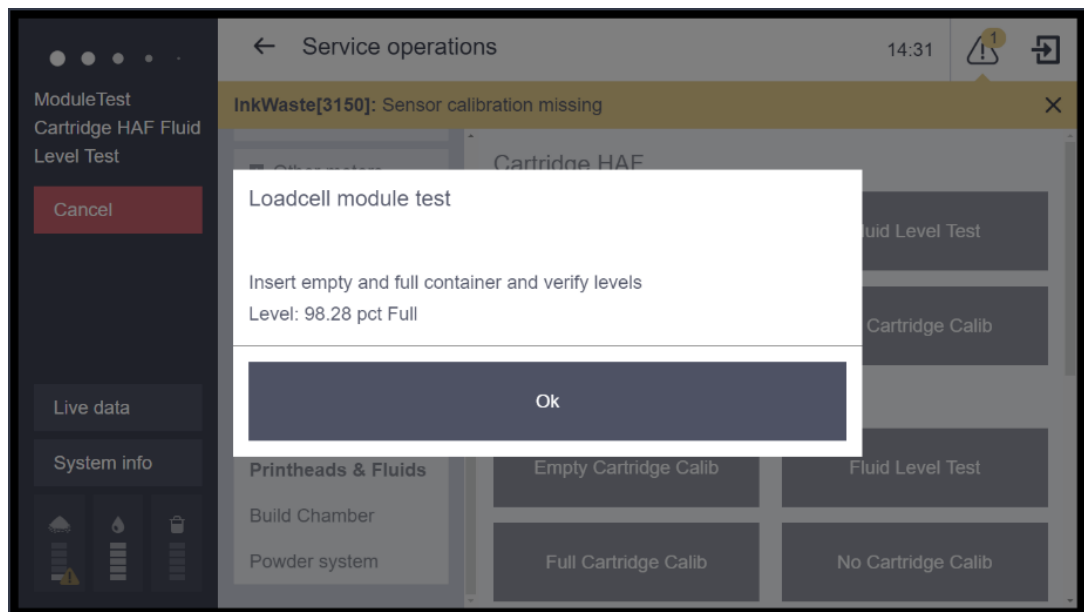 ← Service operations
14:31
1
ModuleTest
Cartridge HAF Fluid
Level Test
Cancel
InkWaste[3150]: Sensor calibration missing
Cartridge HAF
Loadcell module test
Insert empty and full container and verify levels
Level: 98.28 pct Full
Ok
Level Test
Cartridge Calib
Live data
System info
Printheads & Fluids
Build Chamber
Powder system
Empty Cartridge Calib
Fluid Level Test
Full Cartridge Calib
No Cartridge Calib